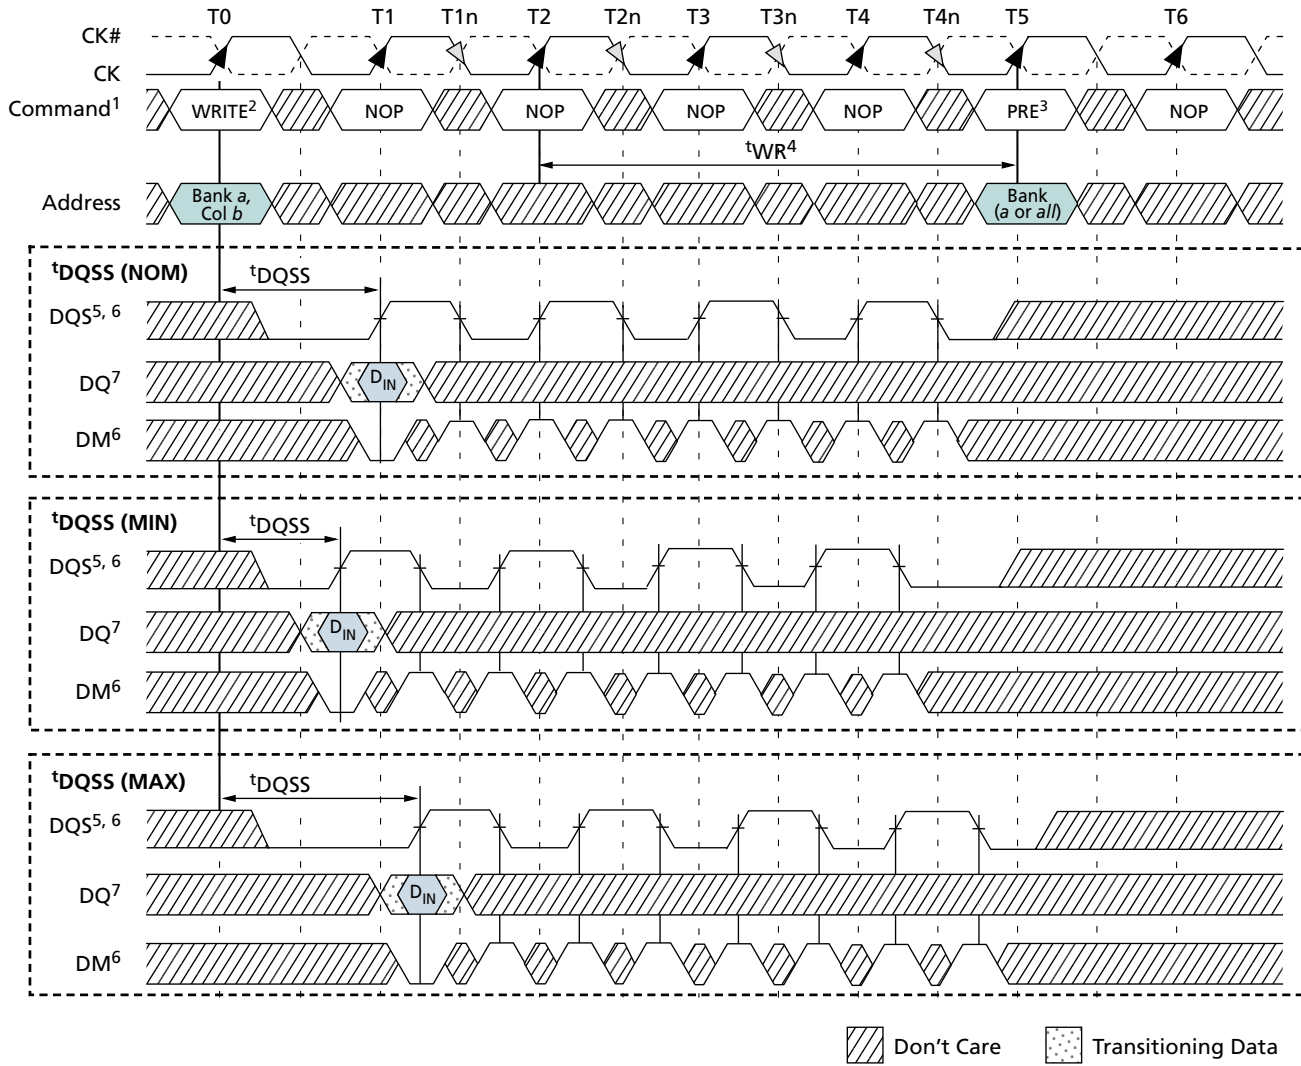 T0 T1 T1n T2 T2n T3 T3n T4 T4n T5 T6
CK#
CK
Command1 WRITE2 NOP NOP NOP NOP PRE3 NOP
tWR4
Address Bank a, Col b Bank (a or all)
tDQSS (NOM) tDQSS
DQS5, 6
DQ7 DIN
DM6
tDQSS (MIN) tDQSS
DQS5, 6
DQ7 DIN
DM6
tDQSS (MAX) tDQSS
DQS5, 6
DQ7 DIN
DM6
Don't Care Transitioning Data